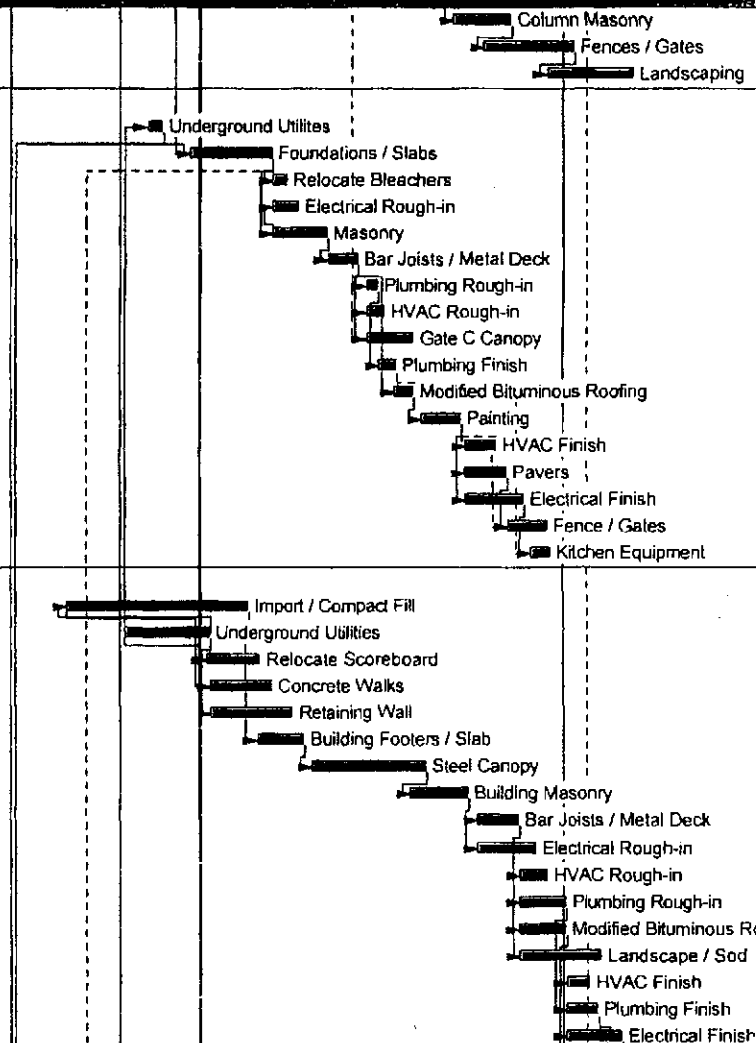 Column Masonry
Fences / Gates
Landscaping
Underground Utilites
Foundations / Slabs
Relocate Bleachers
Electrical Rough-in
Masonry
Bar Joists / Metal Deck
Plumbing Rough-in
HVAC Rough-in
Gate C Canopy
Plumbing Finish
Modified Bituminous Roofing
Painting
HVAC Finish
Pavers
Electrical Finish
Fence / Gates
Kitchen Equipment
Import / Compact Fill
Underground Utilities
Relocate Scoreboard
Concrete Walks
Retaining Wall
Building Footers / Slab
Steel Canopy
Building Masonry
Bar Joists / Metal Deck
Electrical Rough-in
HVAC Rough-in
Plumbing Rough-in
Modified Bituminous Ro
Landscape / Sod
HVAC Finish
Plumbing Finish
Electrical Finish